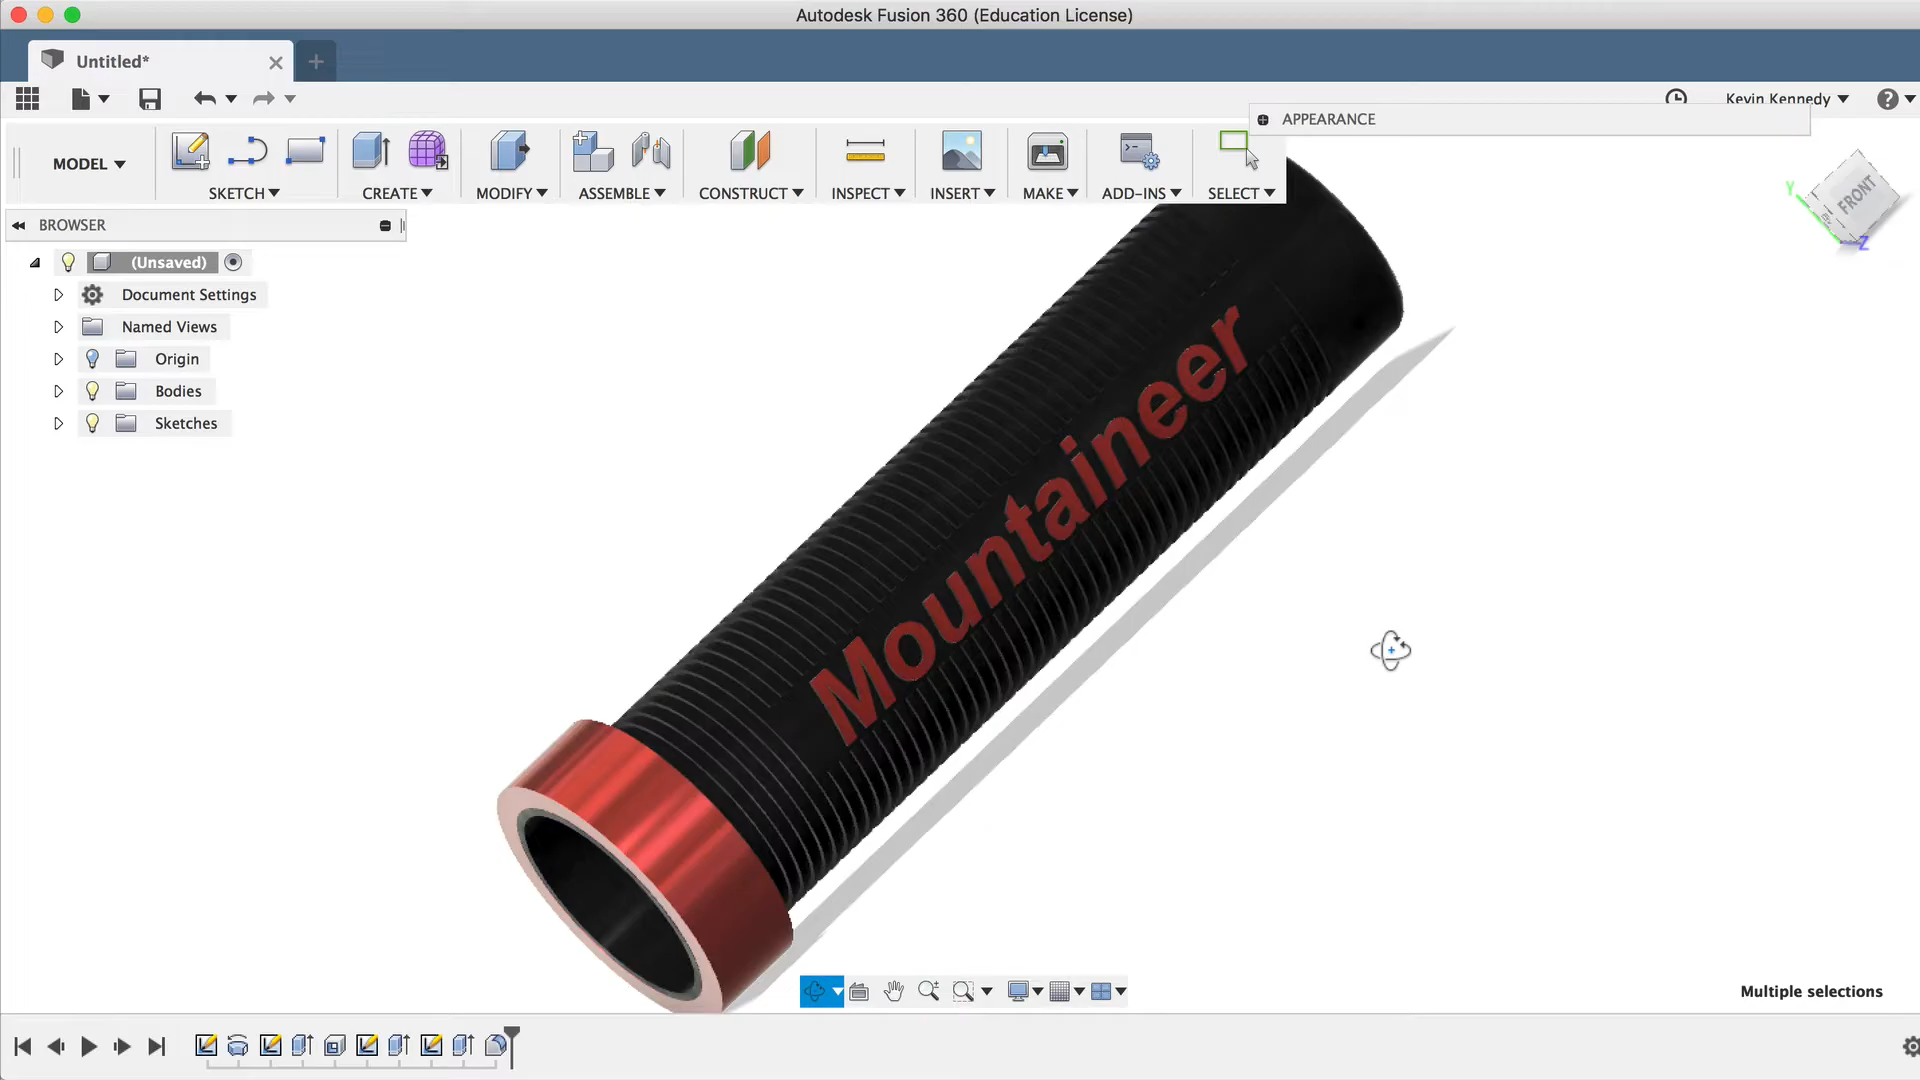 Autodesk Fusion 360 (Education License)
Untitled*
Kevin Kennedy
APPEARANCE
MODEL
SKETCH
CREATE
MODIFY
ASSEMBLE
CONSTRUCT
INSPECT
INSERT
MAKE
ADD-INS
SELECT
FRONT
Y
Z
BROWSER
(Unsaved)
Document Settings
Named Views
Origin
Bodies
Sketches
Mountaineer
Multiple selections